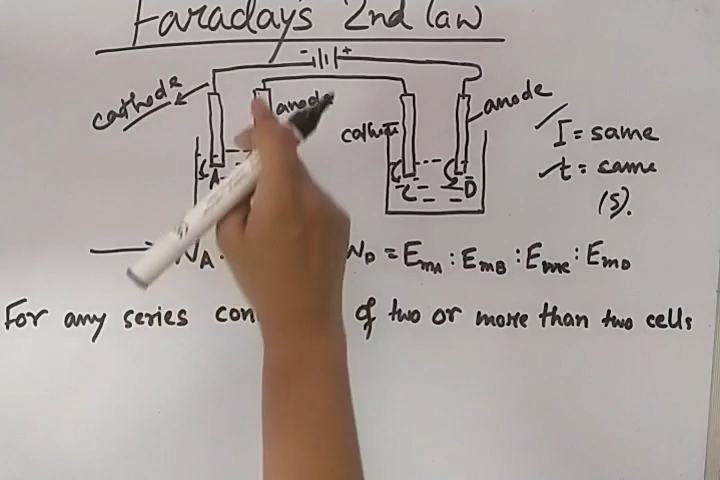 Faraday's 2nd law
- +
cathode
anode
cathode
anode
I = same
t = same
(s).
A
C
D
W_A : W_D = E_mA : E_mB : E_mc : E_mD
For any series con of two or more than two cells